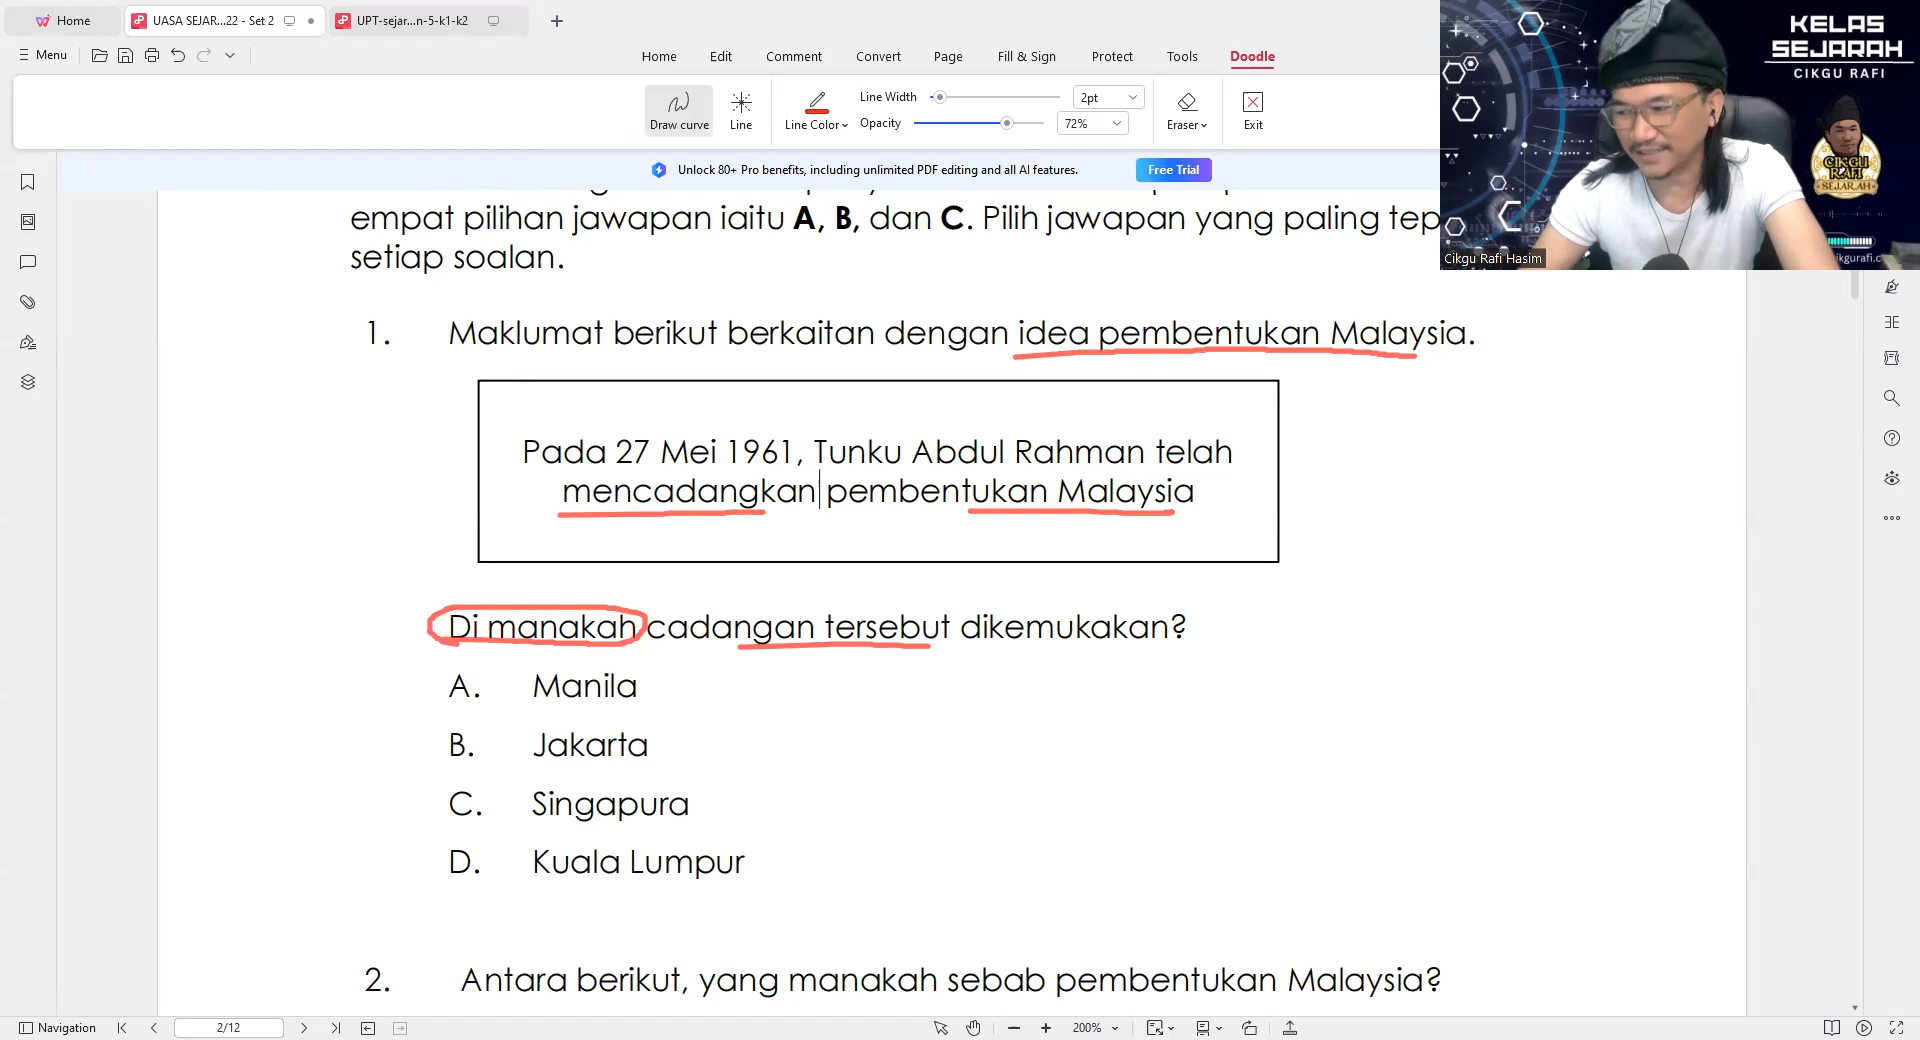 Home
UASA SEJAR...22 - Set 2
UPT-sejar...n-5-k1-k2
Menu
Home Edit Comment Convert Page Fill & Sign Protect Tools Doodle
Draw curve
Line
Line Color
Line Width 2pt
Opacity 72%
Eraser
Exit
Unlock 80+ Pro benefits, including unlimited PDF editing and all AI features.
Free Trial
KELAS
SEJARAH
CIKGU RAFI
CIKGU
RAFI
SEJARAH
Cikgu Rafi Hasim
ikgurafi.c
empat pilihan jawapan iaitu A, B, dan C. Pilih jawapan yang paling tep
setiap soalan.
1. Maklumat berikut berkaitan dengan idea pembentukan Malaysia.
Pada 27 Mei 1961, Tunku Abdul Rahman telah
mencadangkan pembentukan Malaysia
Di manakah cadangan tersebut dikemukakan?
A. Manila
B. Jakarta
C. Singapura
D. Kuala Lumpur
2. Antara berikut, yang manakah sebab pembentukan Malaysia?
Navigation
2/12
200%